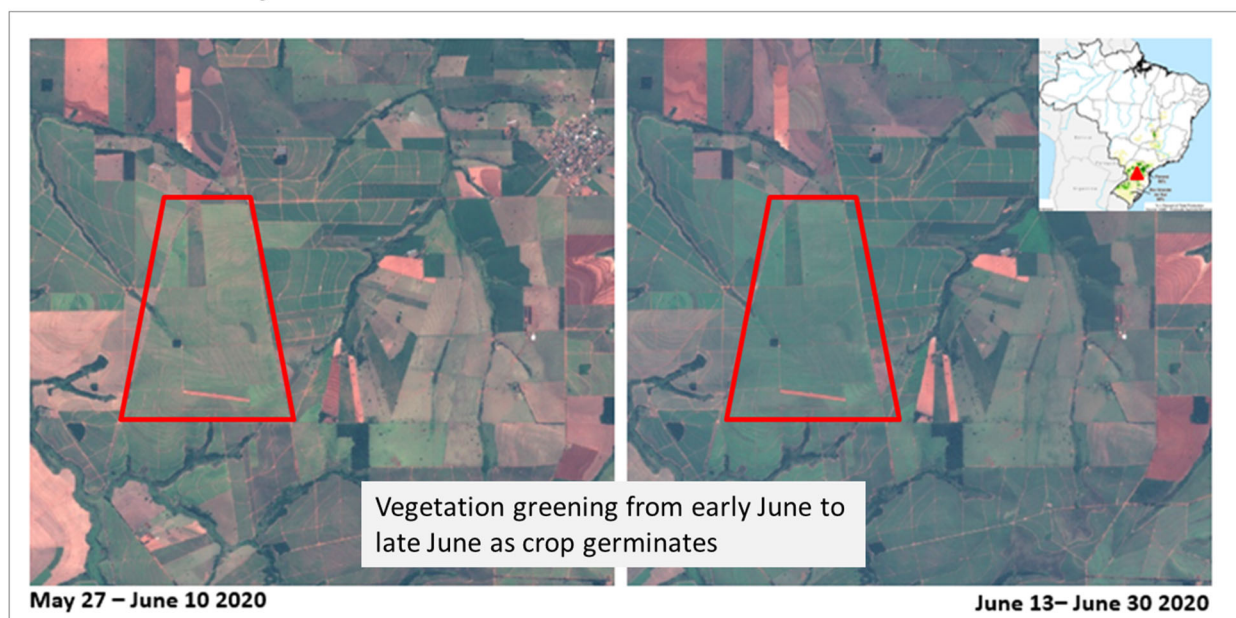 Vegetation greening from early June to
late June as crop germinates
May 27 – June 10 2020
June 13– June 30 2020